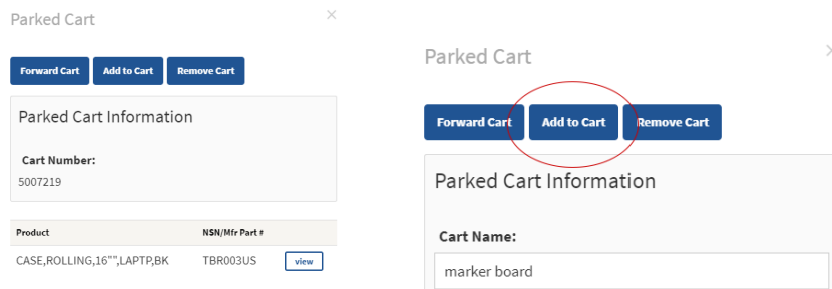 Parked Cart
Forward Cart Add to Cart Remove Cart
Parked Cart Information
Cart Number:
5007219
Product NSN/Mfr Part #
CASE,ROLLING,16"",LAPTP,BK TBR003US view
Parked Cart
Forward Cart Add to Cart Remove Cart
Parked Cart Information
Cart Name:
marker board